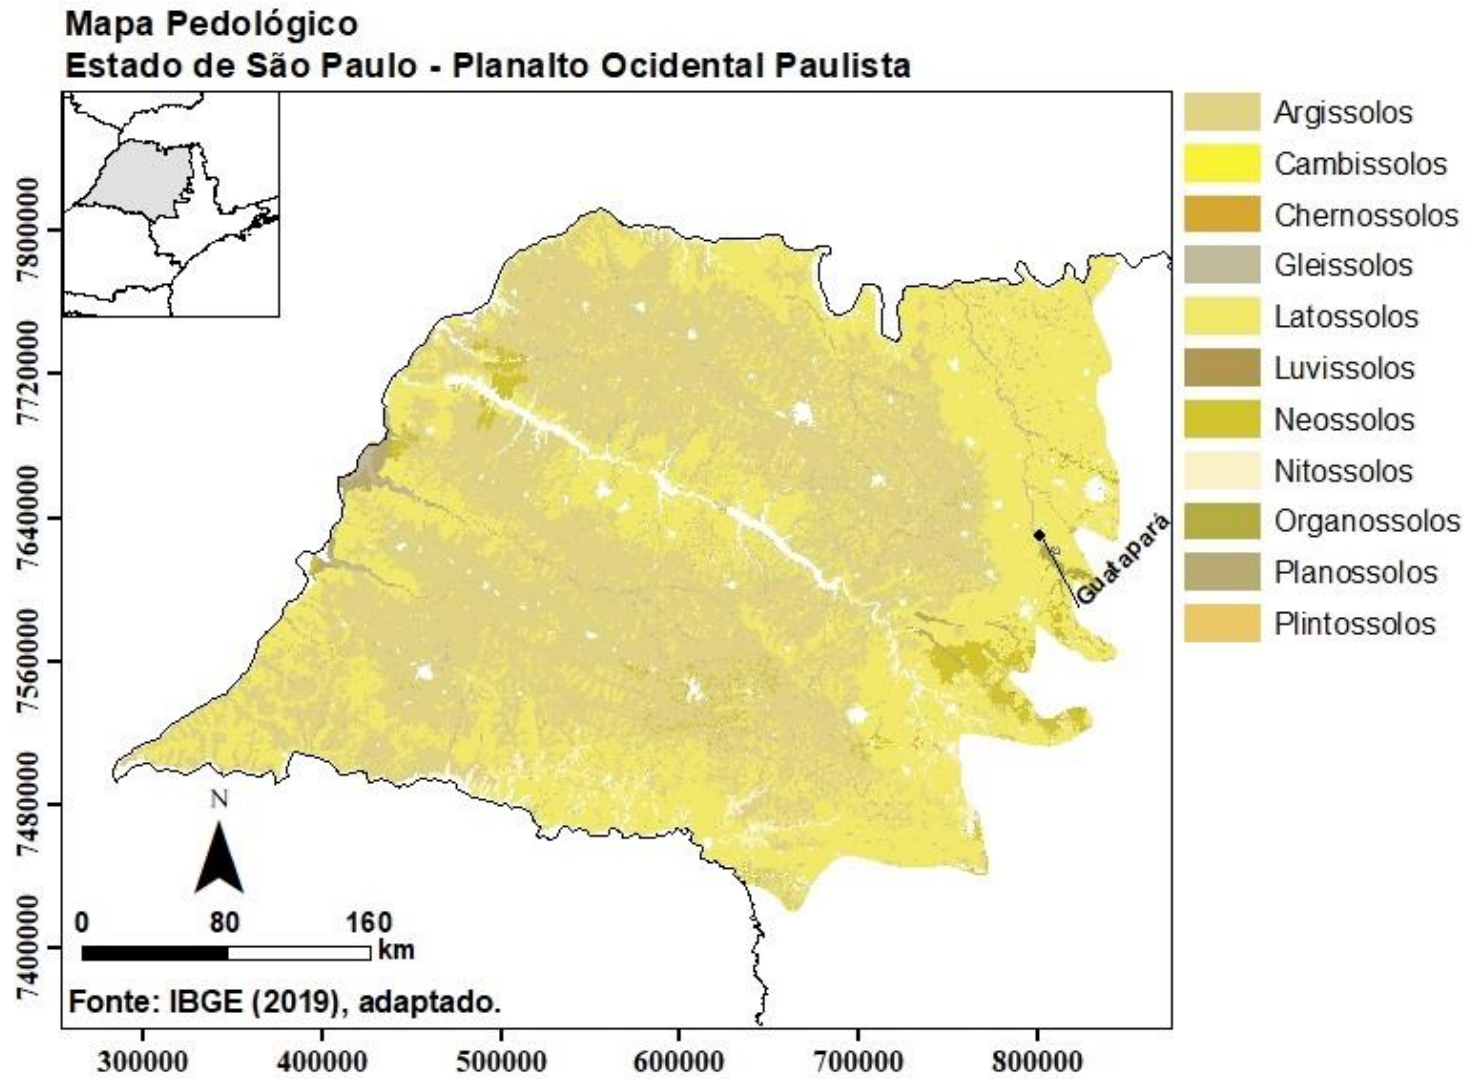 Mapa Pedológico
Estado de São Paulo - Planalto Ocidental Paulista
Argissolos
Cambissolos
Chernossolos
Gleissolos
Latossolos
Luvissolos
Neossolos
Nitossolos
Organossolos
Planossolos
Plintossolos
7800000
7720000
7640000
7560000
7480000
7400000
Guatapará
N
0 80 160
km
Fonte: IBGE (2019), adaptado.
300000 400000 500000 600000 700000 800000